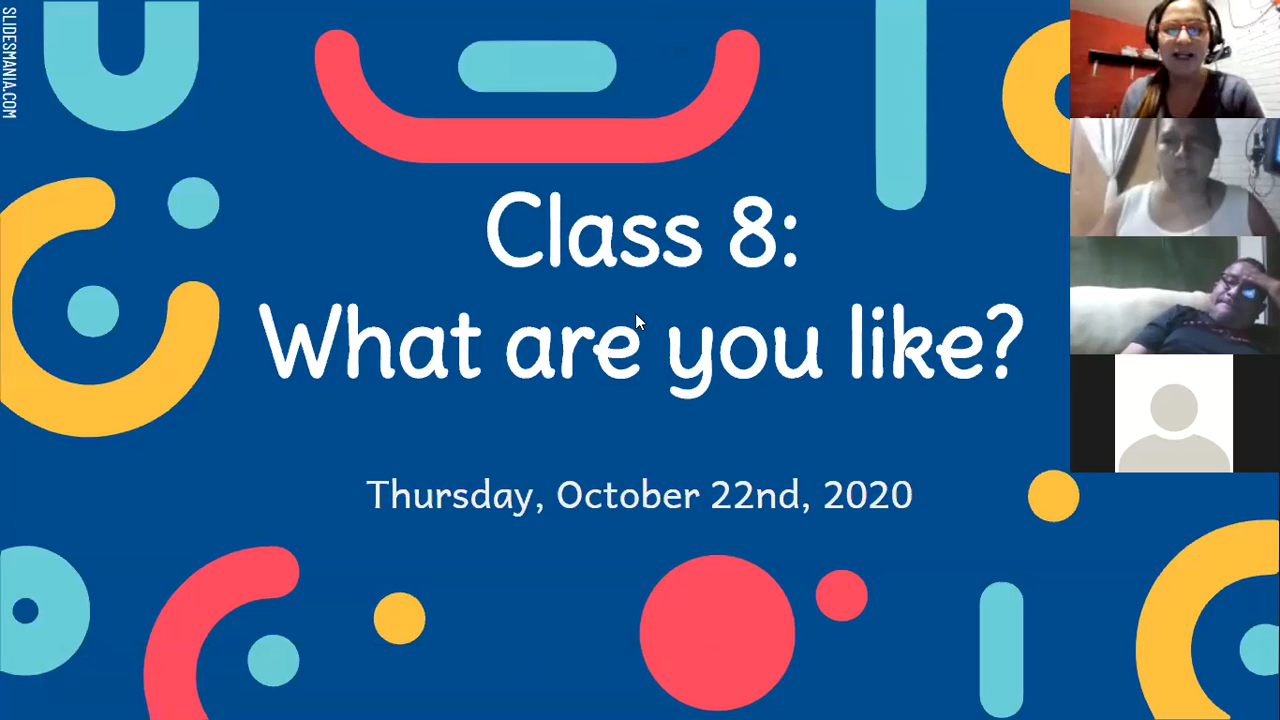 SLIDESMANIA.COM
Class 8:
What are you like?
Thursday, October 22nd, 2020